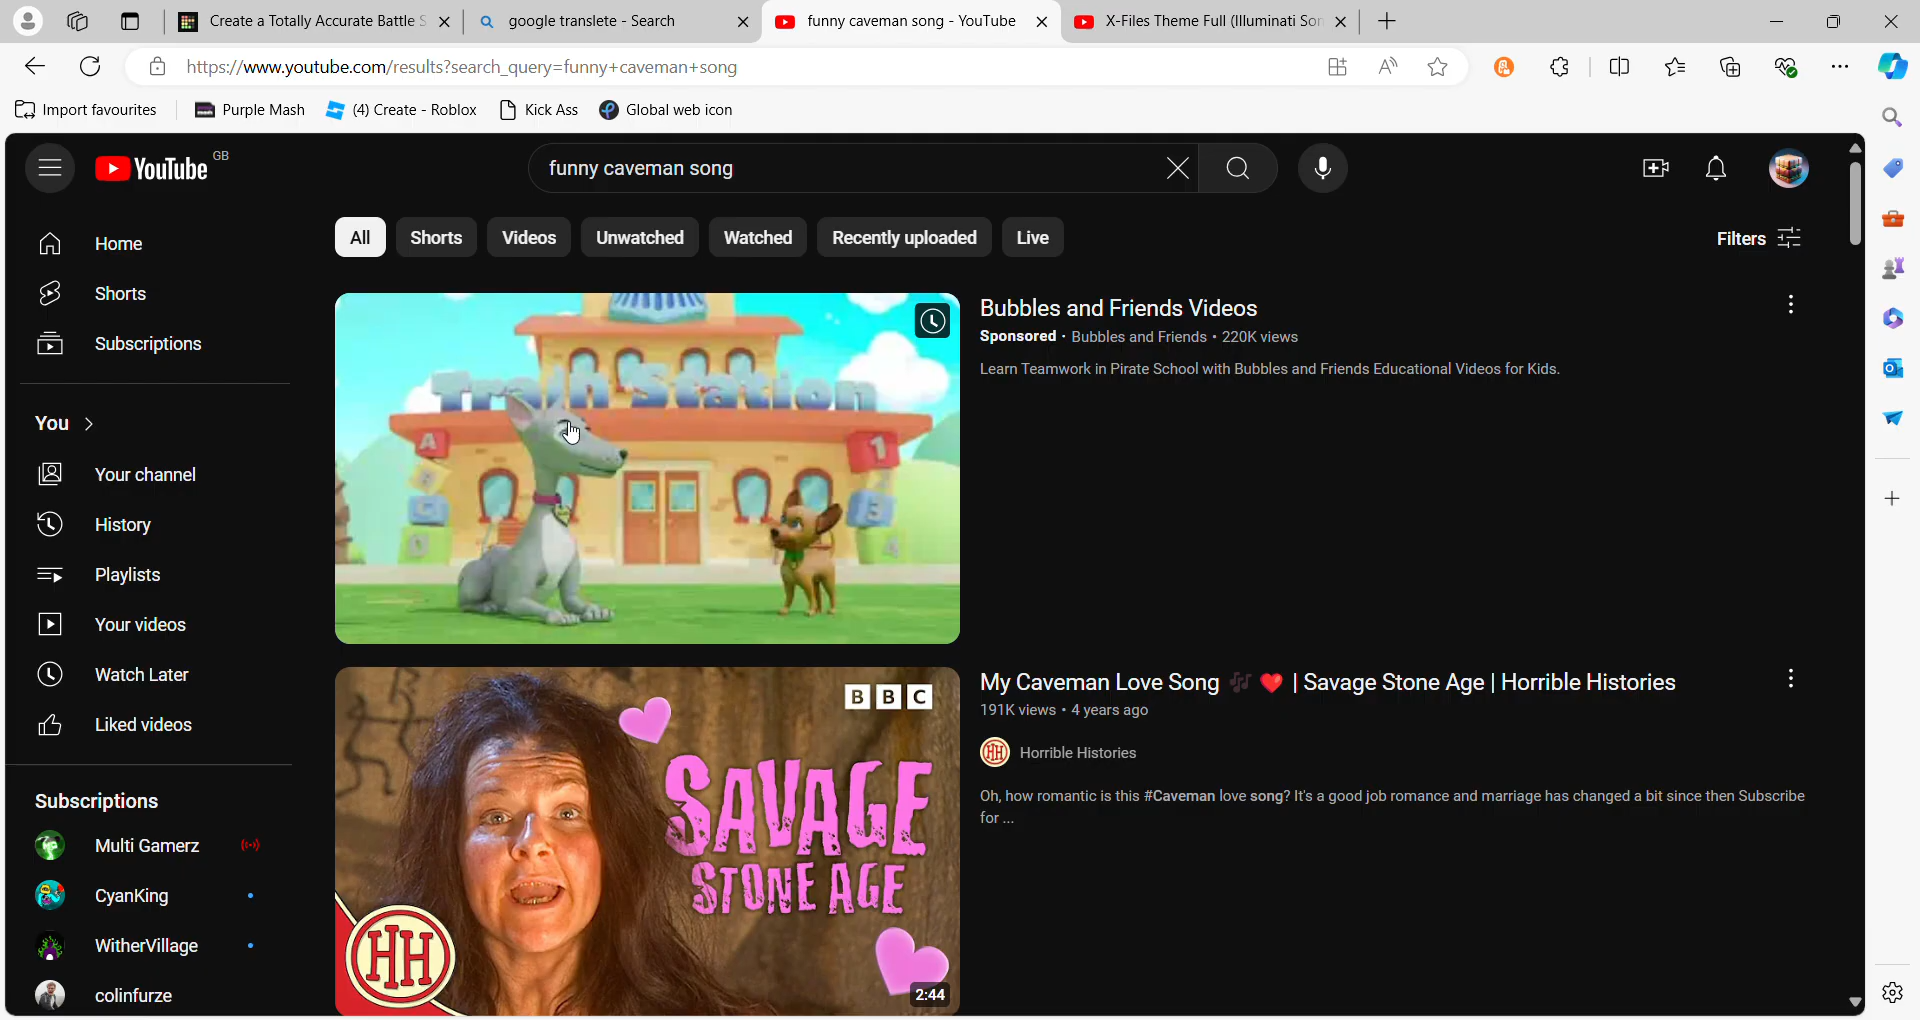 Create a Totally Accurate Battle S
google translete - Search
funny caveman song - YouTube
X-Files Theme Full (Illuminati Son
https://www.youtube.com/results?search_query=funny+caveman+song
Import favourites
Purple Mash
(4) Create - Roblox
Kick Ass
Global web icon
YouTube GB
funny caveman song
Home
Shorts
Subscriptions
You
Your channel
History
Playlists
Your videos
Watch Later
Liked videos
Subscriptions
Multi Gamerz
CyanKing
WitherVillage
colinfurze
All Shorts Videos Unwatched Watched Recently uploaded Live
Filters
Train Station
A
1
3
Bubbles and Friends Videos
Sponsored · Bubbles and Friends · 220K views
Learn Teamwork in Pirate School with Bubbles and Friends Educational Videos for Kids.
BBC
SAVAGE
STONE AGE
HH
2:44
My Caveman Love Song 🎶 ❤️ | Savage Stone Age | Horrible Histories
191K views · 4 years ago
HH Horrible Histories
Oh, how romantic is this #Caveman love song? It's a good job romance and marriage has changed a bit since then Subscribe
for ...